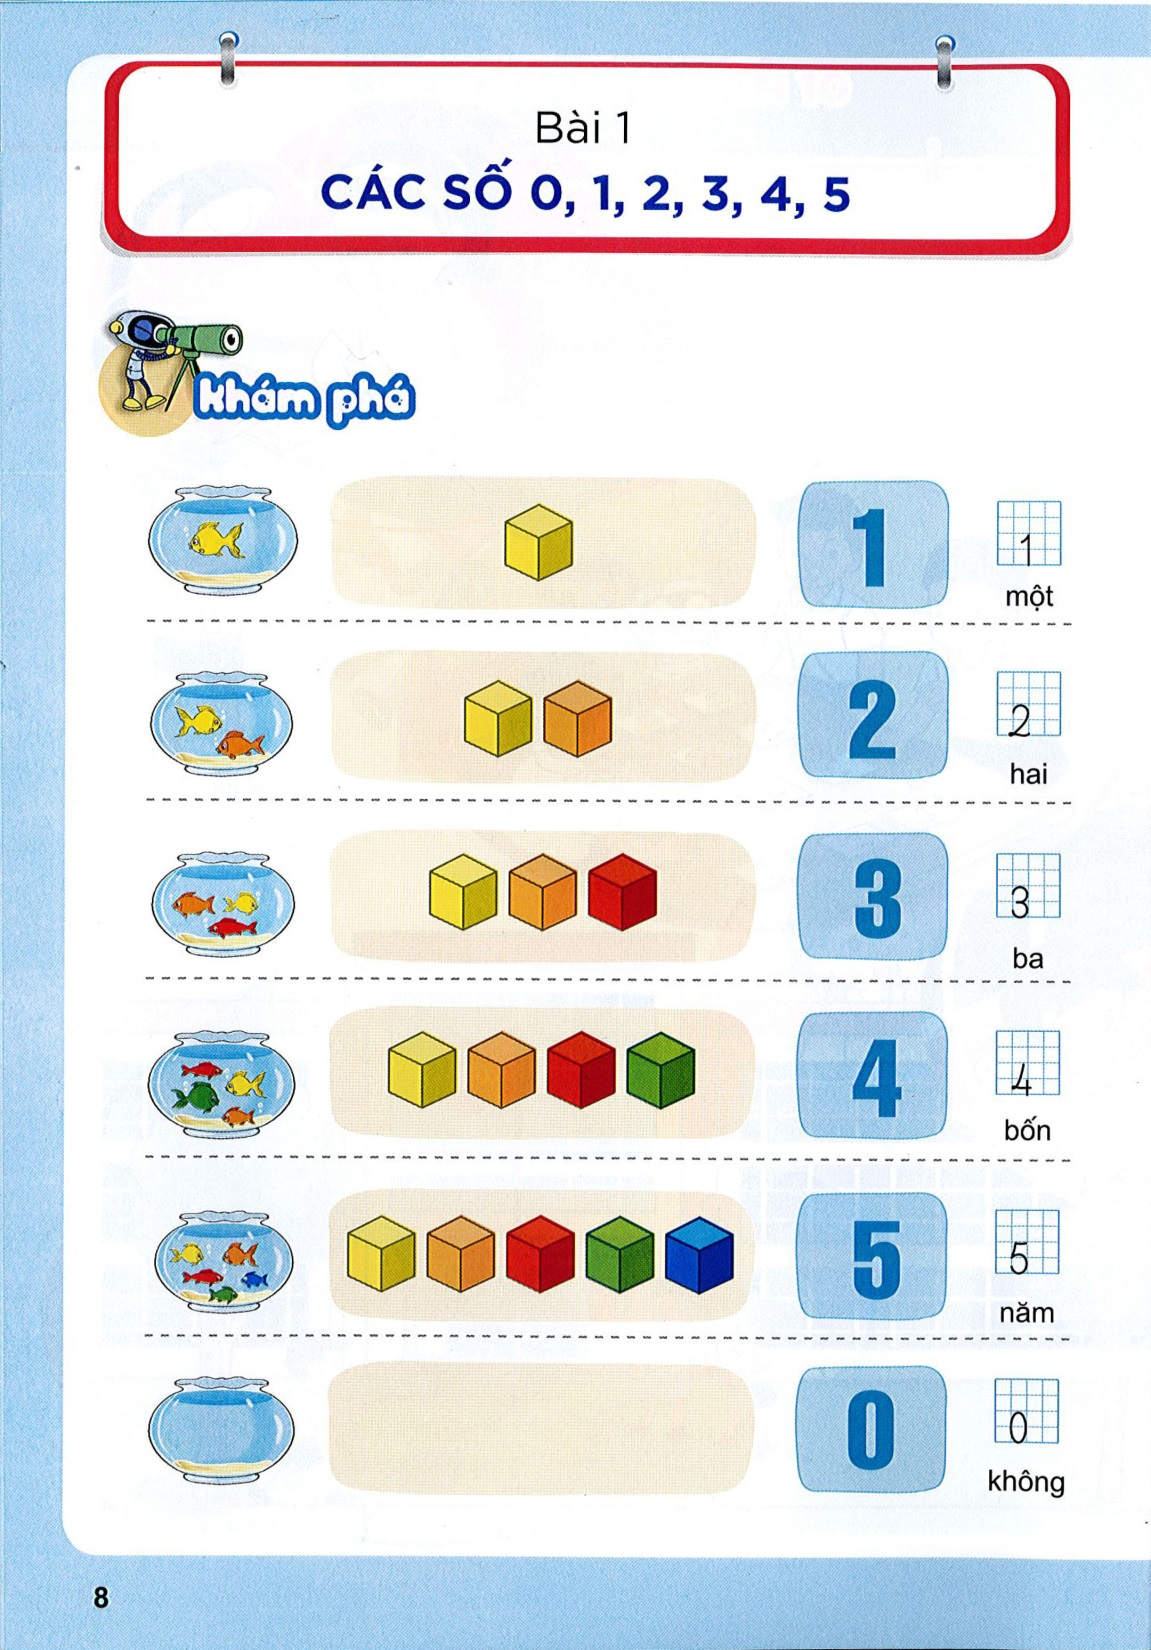 Bài 1
CÁC SỐ 0, 1, 2, 3, 4, 5
Khám phá
1 1
một
2 2
hai
3 3
ba
4 4
bốn
5 5
năm
0 0
không
8